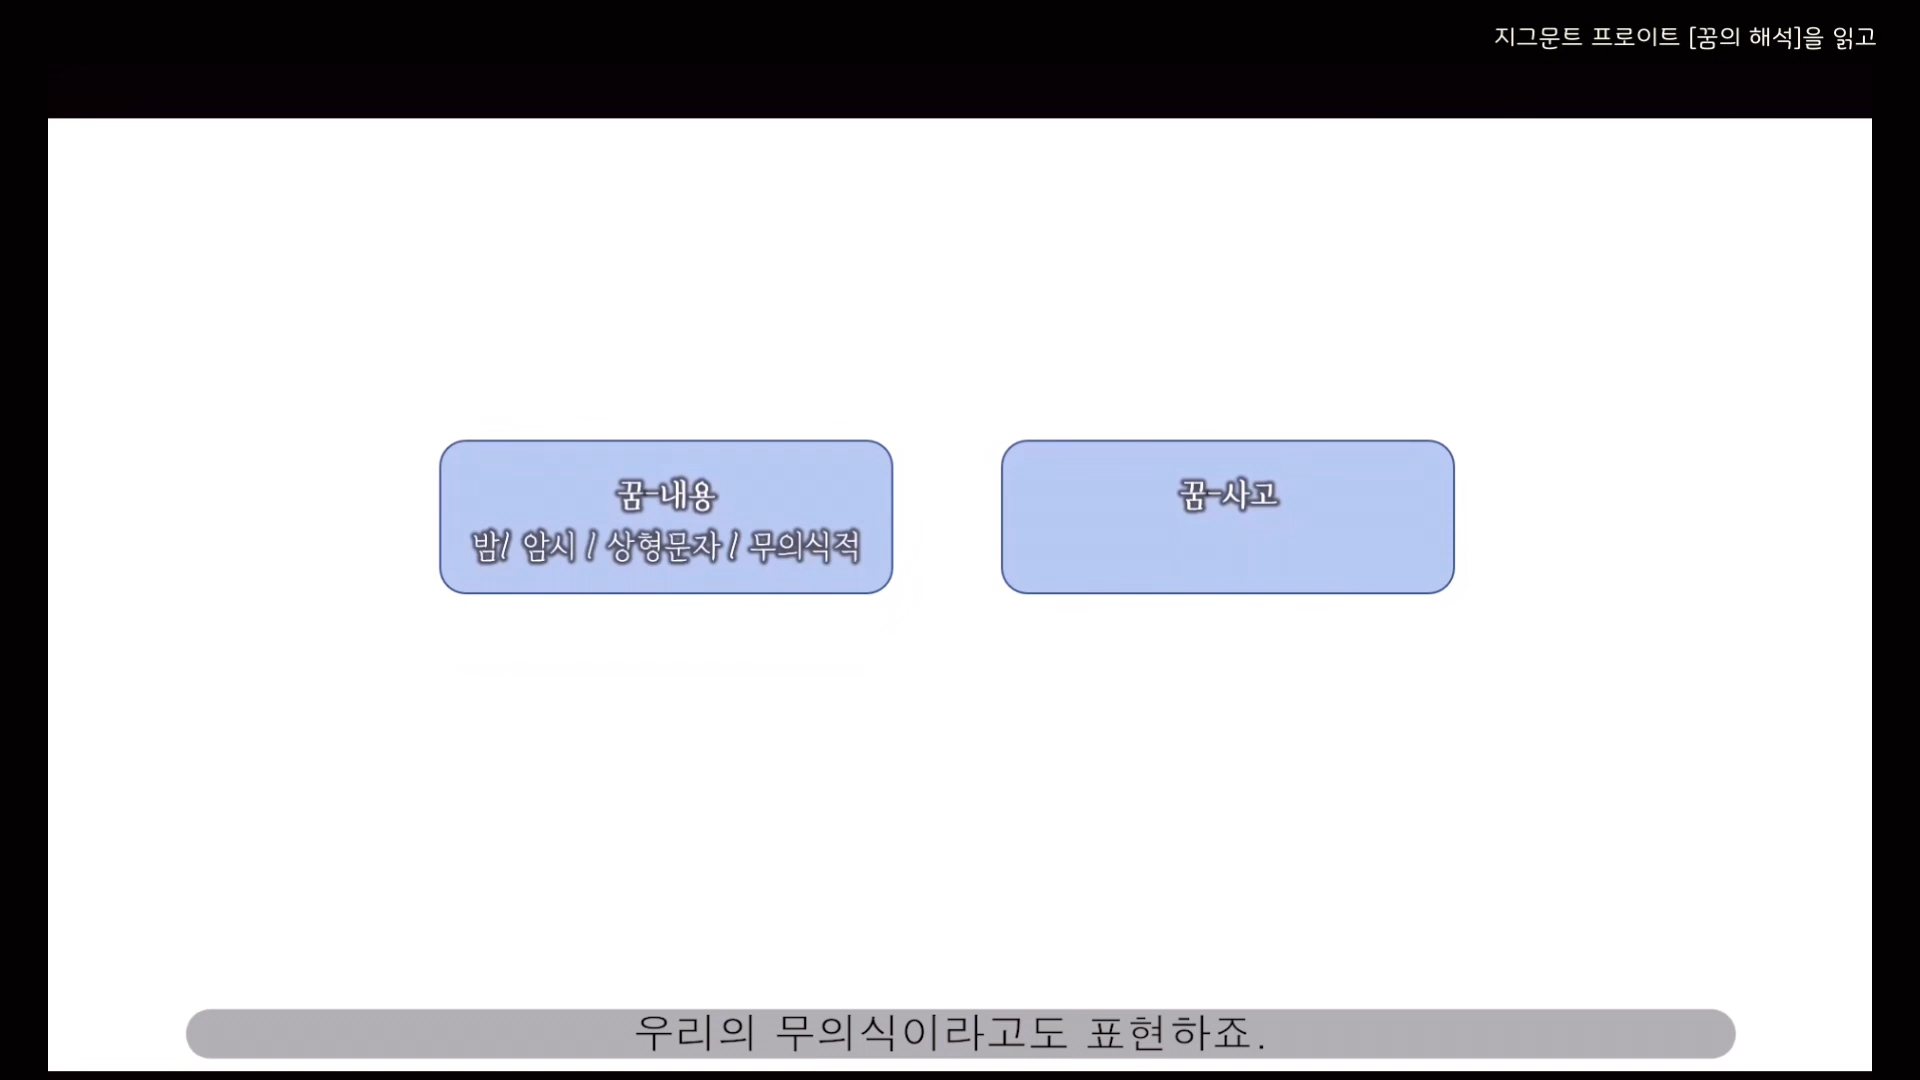 지그문트 프로이트 [꿈의 해석]을 읽고
꿈-내용
밤/ 암시 / 상형문자 / 무의식적
꿈-사고
우리의 무의식이라고도 표현하죠.